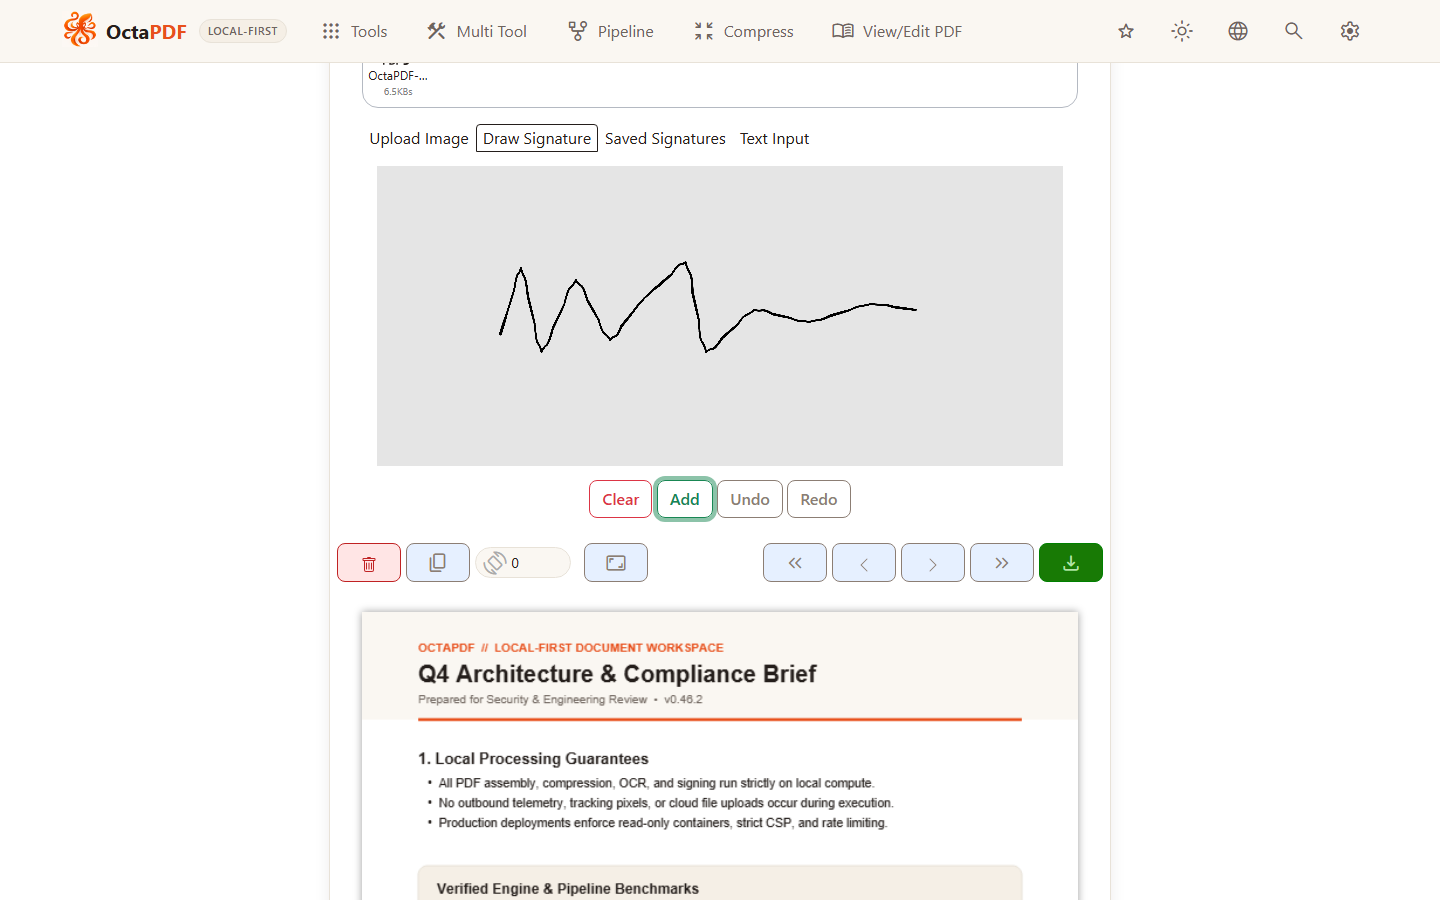 OctaPDF LOCAL-FIRST Tools Multi Tool Pipeline Compress View/Edit PDF
OctaPDF-...
6.5KBs
Upload Image Draw Signature Saved Signatures Text Input
Clear Add Undo Redo
0
OCTAPDF // LOCAL-FIRST DOCUMENT WORKSPACE
Q4 Architecture & Compliance Brief
Prepared for Security & Engineering Review • v0.46.2
1. Local Processing Guarantees
• All PDF assembly, compression, OCR, and signing run strictly on local compute.
• No outbound telemetry, tracking pixels, or cloud file uploads occur during execution.
• Production deployments enforce read-only containers, strict CSP, and rate limiting.
Verified Engine & Pipeline Benchmarks